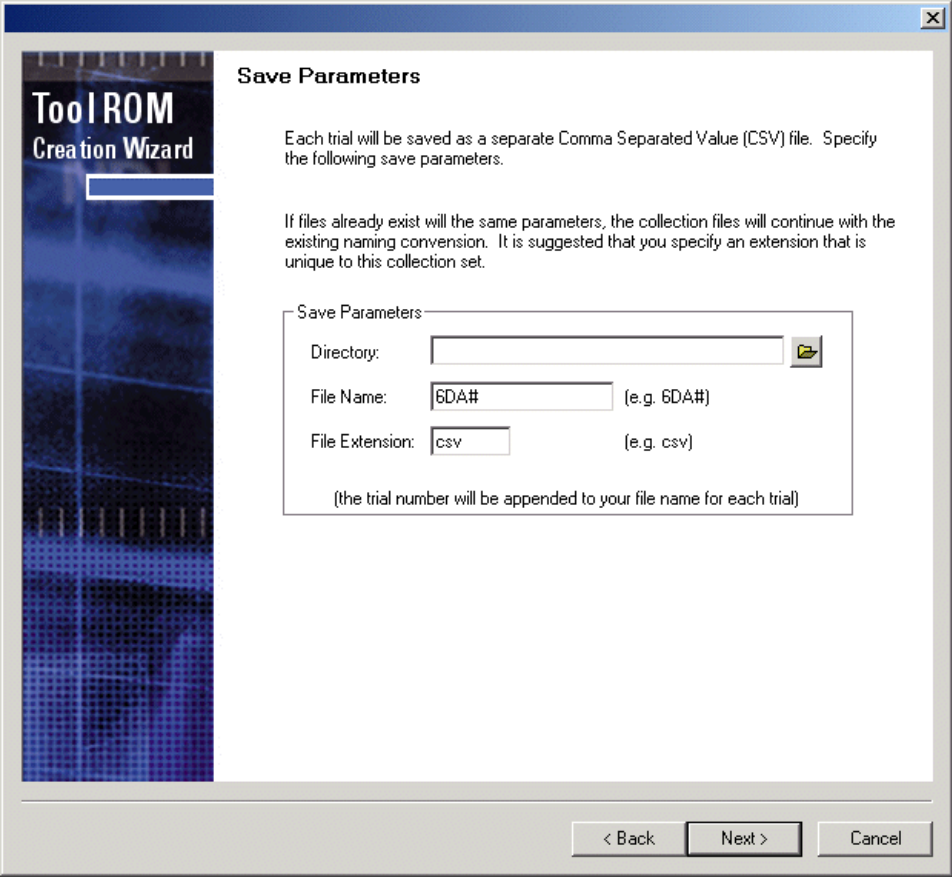 Tool ROM
Creation Wizard
Save Parameters
Each trial will be saved as a separate Comma Separated Value (CSV) file. Specify
the following save parameters.
If files already exist will the same parameters, the collection files will continue with the
existing naming convension. It is suggested that you specify an extension that is
unique to this collection set.
Save Parameters
Directory:
File Name: 6DA# (e.g. 6DA#)
File Extension: csv (e.g. csv)
(the trial number will be appended to your file name for each trial)
< Back Next > Cancel